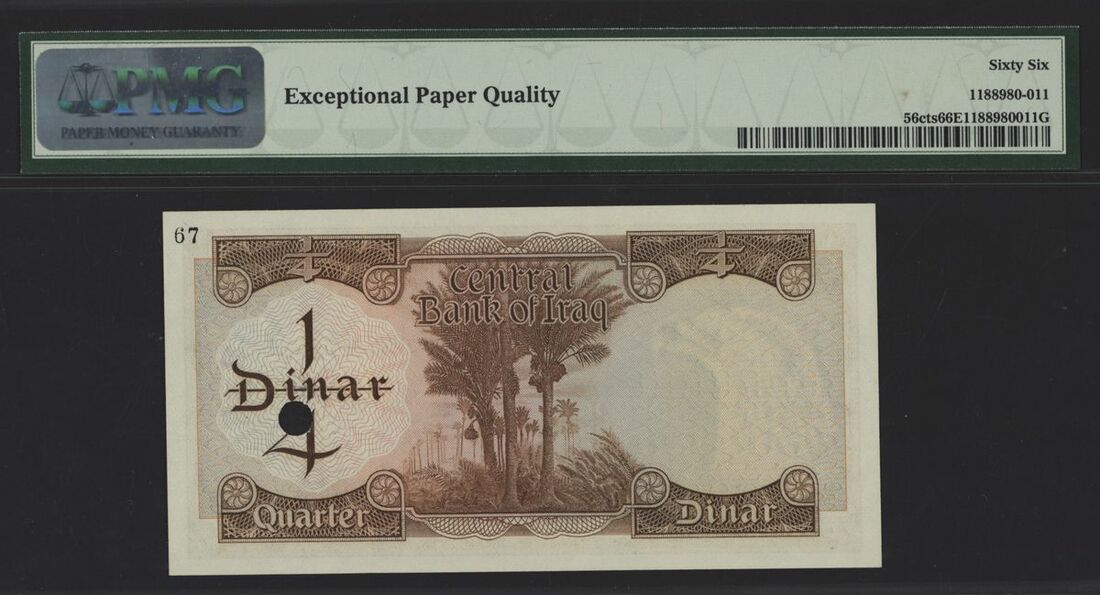 PMG
PAPER MONEY GUARANTY
Exceptional Paper Quality
Sixty Six
1188980-011
56cts66E1188980011G
67
1/4
1/4
Central
Bank of Iraq
1
Dinar
4
Quarter
Dinar